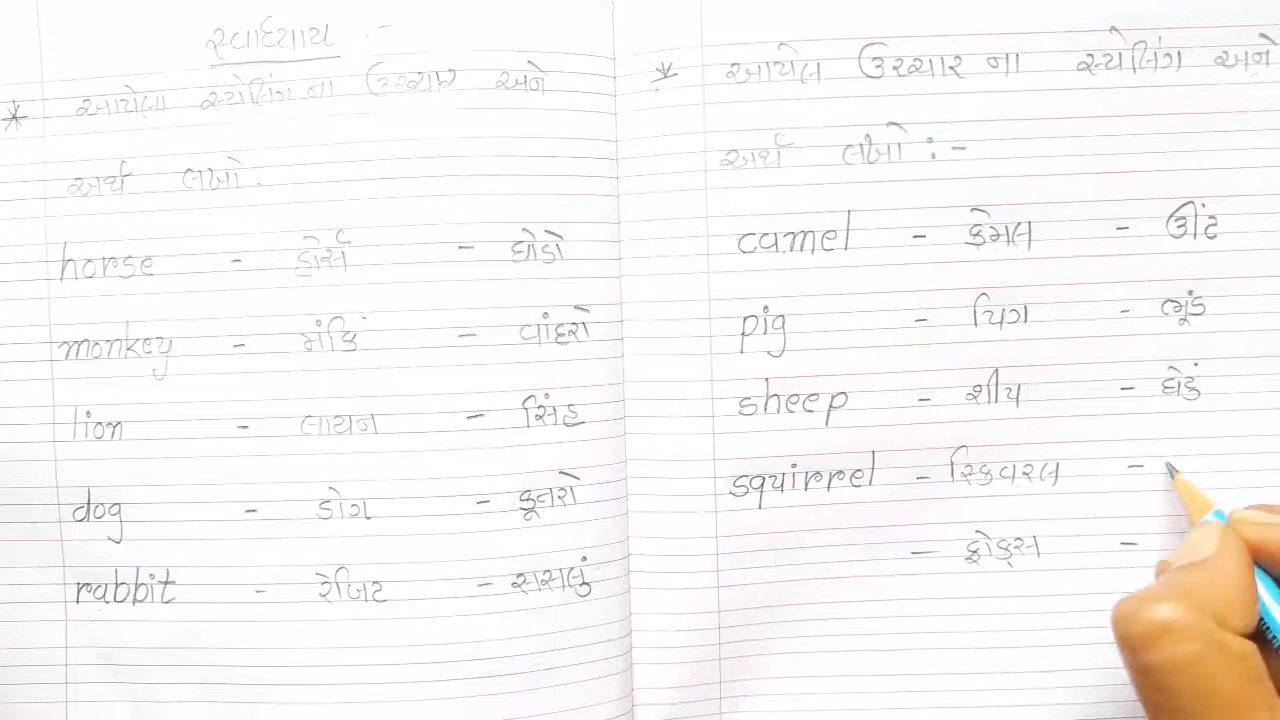 સ્વાધ્યાય :-
* આપેલા સ્પેલિંગના ઉચ્ચાર અને
અર્થ લખો.
horse - હોર્સ - ઘોડો
monkey - મંકિ - વાંદરો
lion - લાયન - સિંહ
dog - ડોગ - કૂતરો
rabbit - રેબિટ - સસલું
* આપેલ ઉચ્ચાર ના સ્પેલિંગ અને
અર્થ લખો :-
camel - કેમલ - ઊંટ
pig - પિગ - ભૂંડ
sheep - શીપ - ઘેટું
squirrel - સ્કિવરલ -
- ફોક્સ -